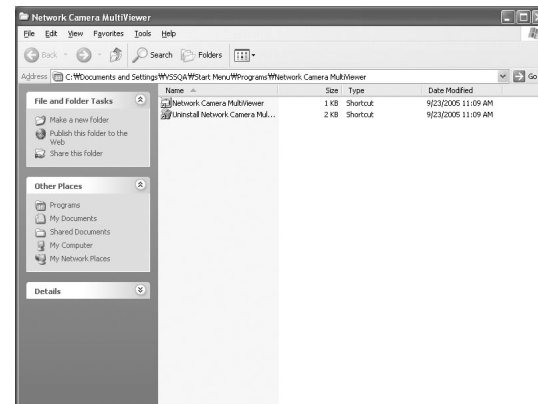 Network Camera MultiViewer
File Edit View Favorites Tools Help
Back Search Folders
Address C:₩Documents and Settings₩VSSQA₩Start Menu₩Programs₩Network Camera MultiViewer Go
Name Size Type Date Modified
Network Camera MultiViewer 1 KB Shortcut 9/23/2005 11:09 AM
Uninstall Network Camera Mul... 2 KB Shortcut 9/23/2005 11:09 AM
File and Folder Tasks
Make a new folder
Publish this folder to the
Web
Share this folder
Other Places
Programs
My Documents
Shared Documents
My Computer
My Network Places
Details